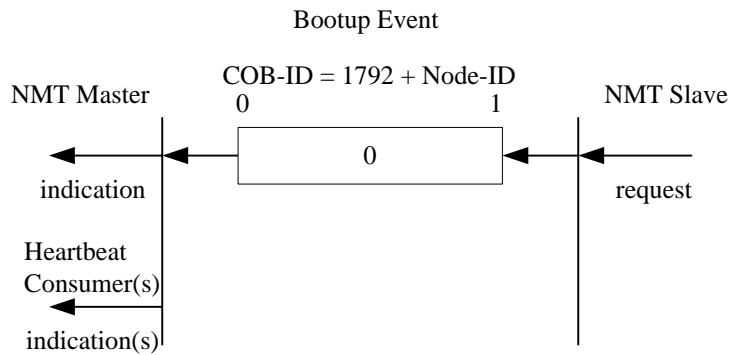 Bootup Event
COB-ID = 1792 + Node-ID
NMT Master
0 1
NMT Slave
0
indication
request
Heartbeat
Consumer(s)
indication(s)